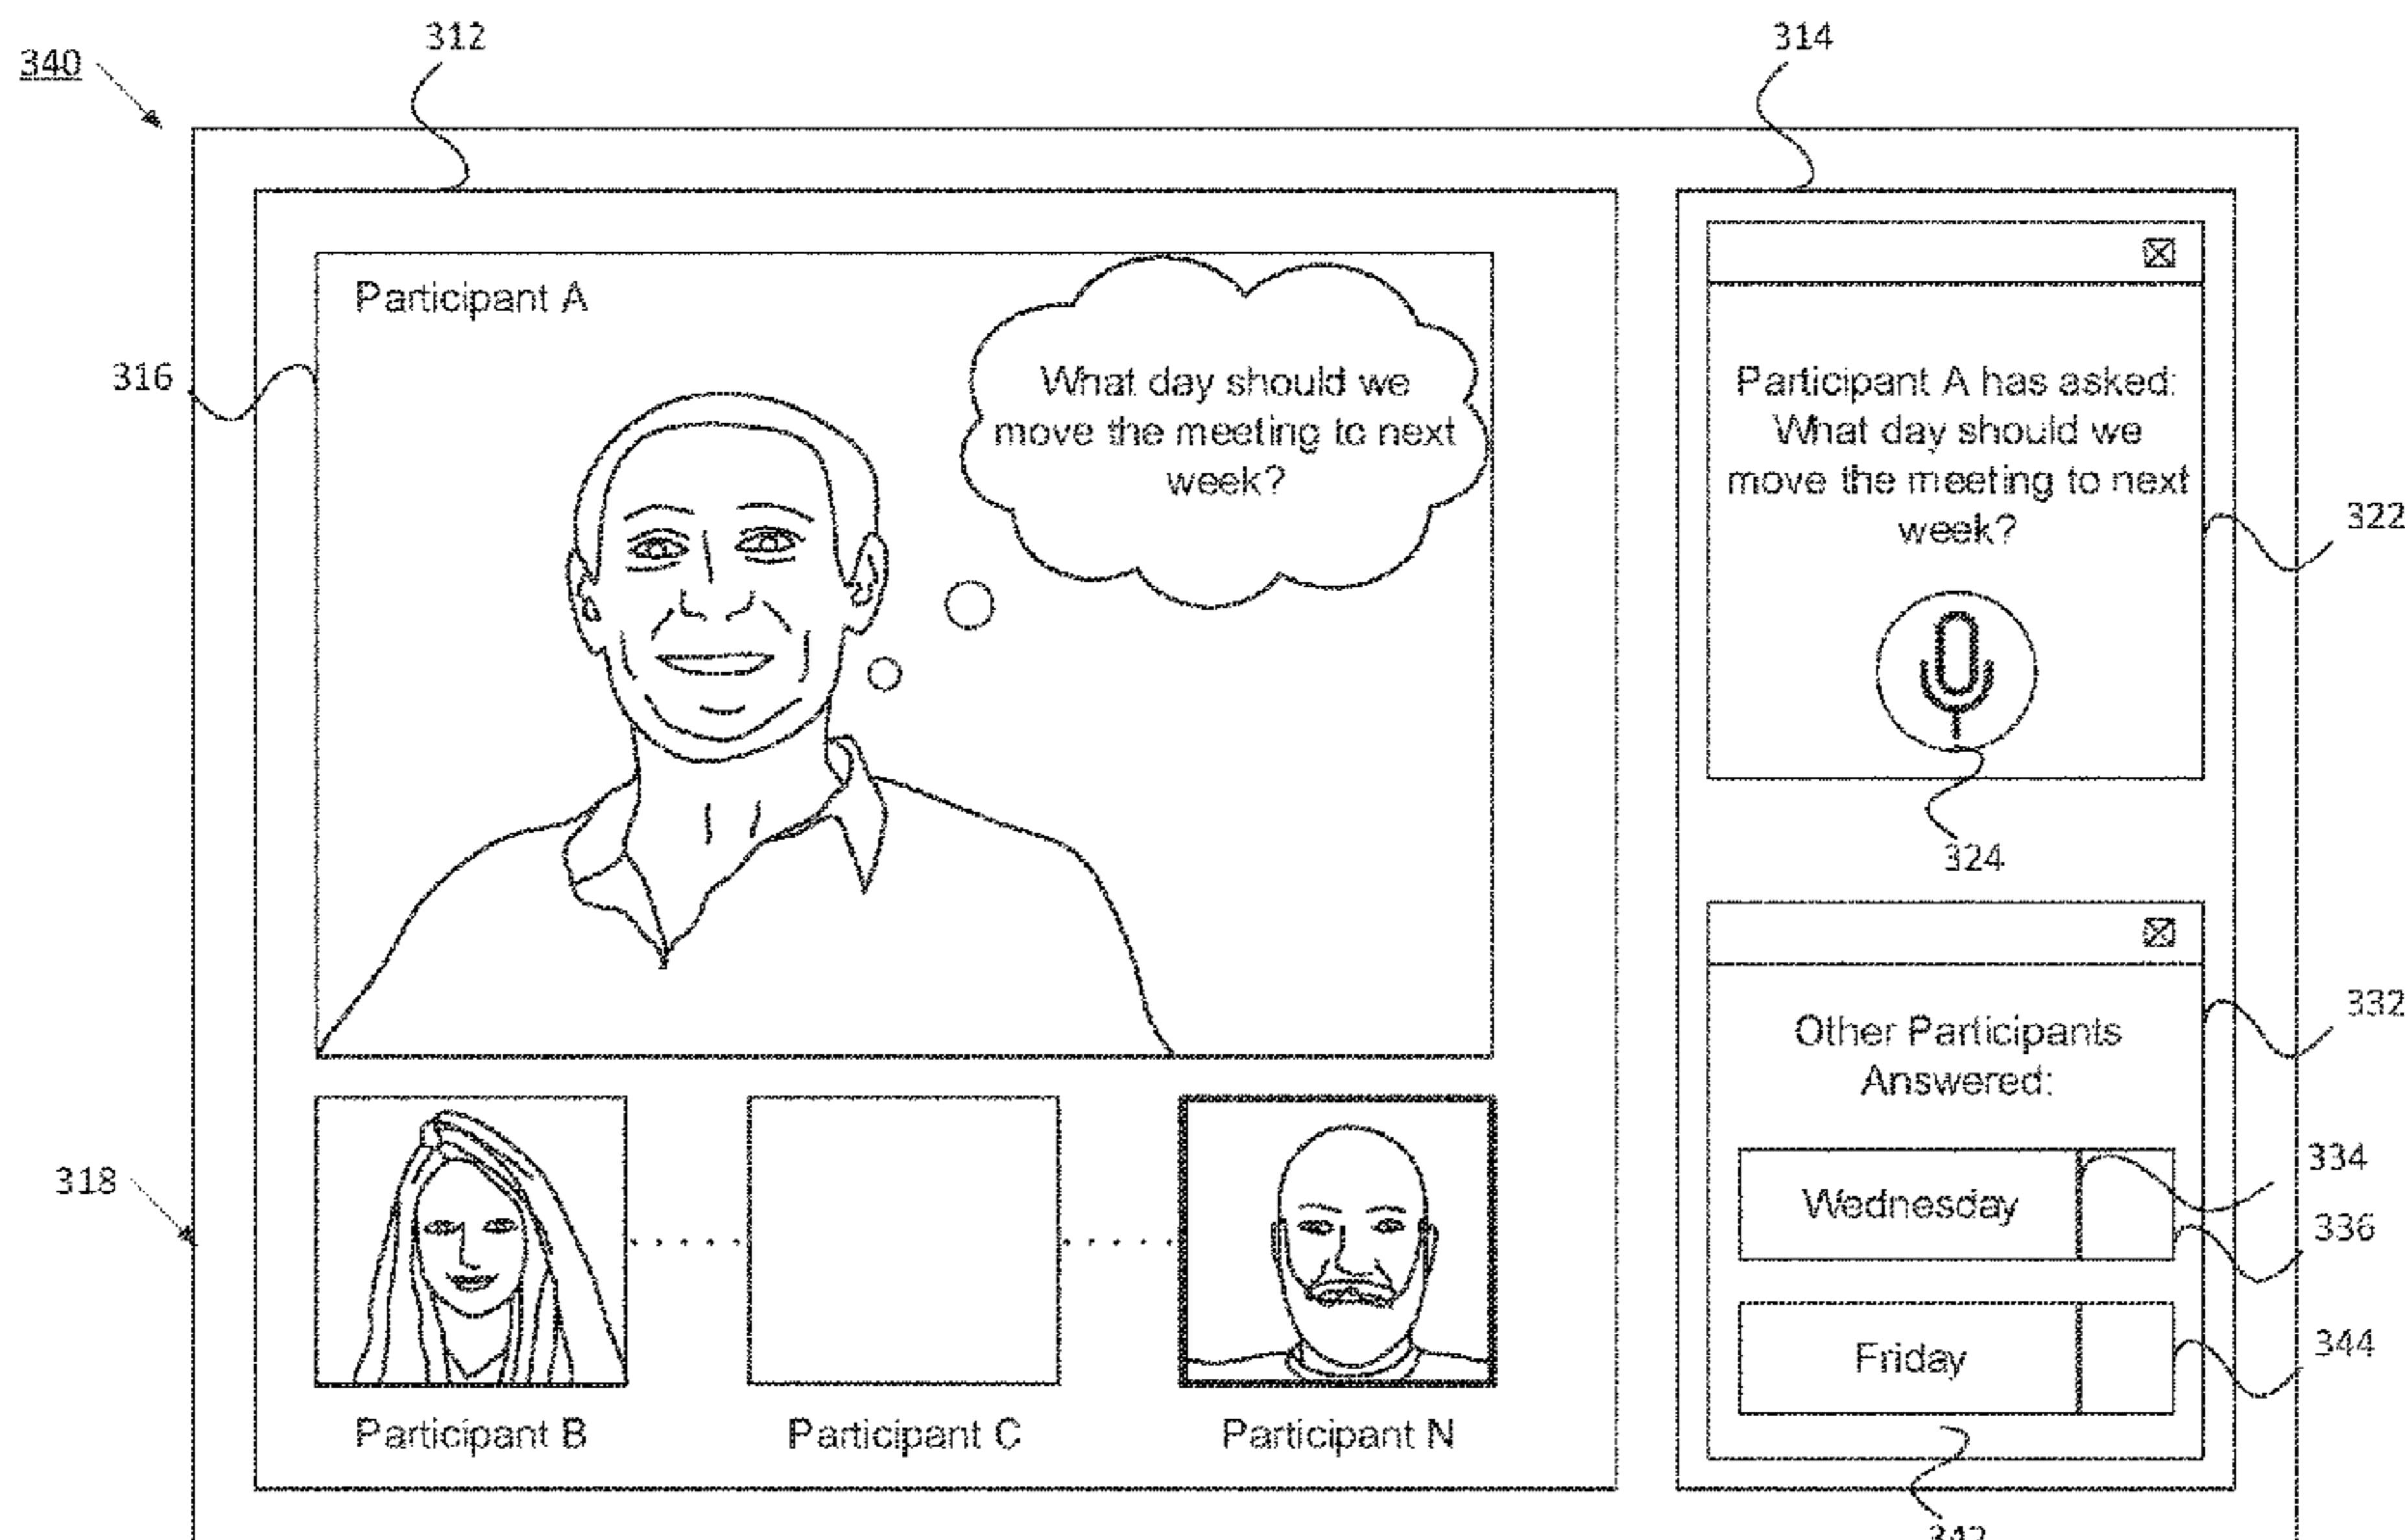 340
312
314
Participant A
316
What day should we
move the meeting to next
week?
Participant A has asked:
What day should we
move the meeting to next
week?
322
324
332
Other Participants
Answered:
334
Wednesday
336
Friday
344
318
Participant B
Participant C
Participant N
342